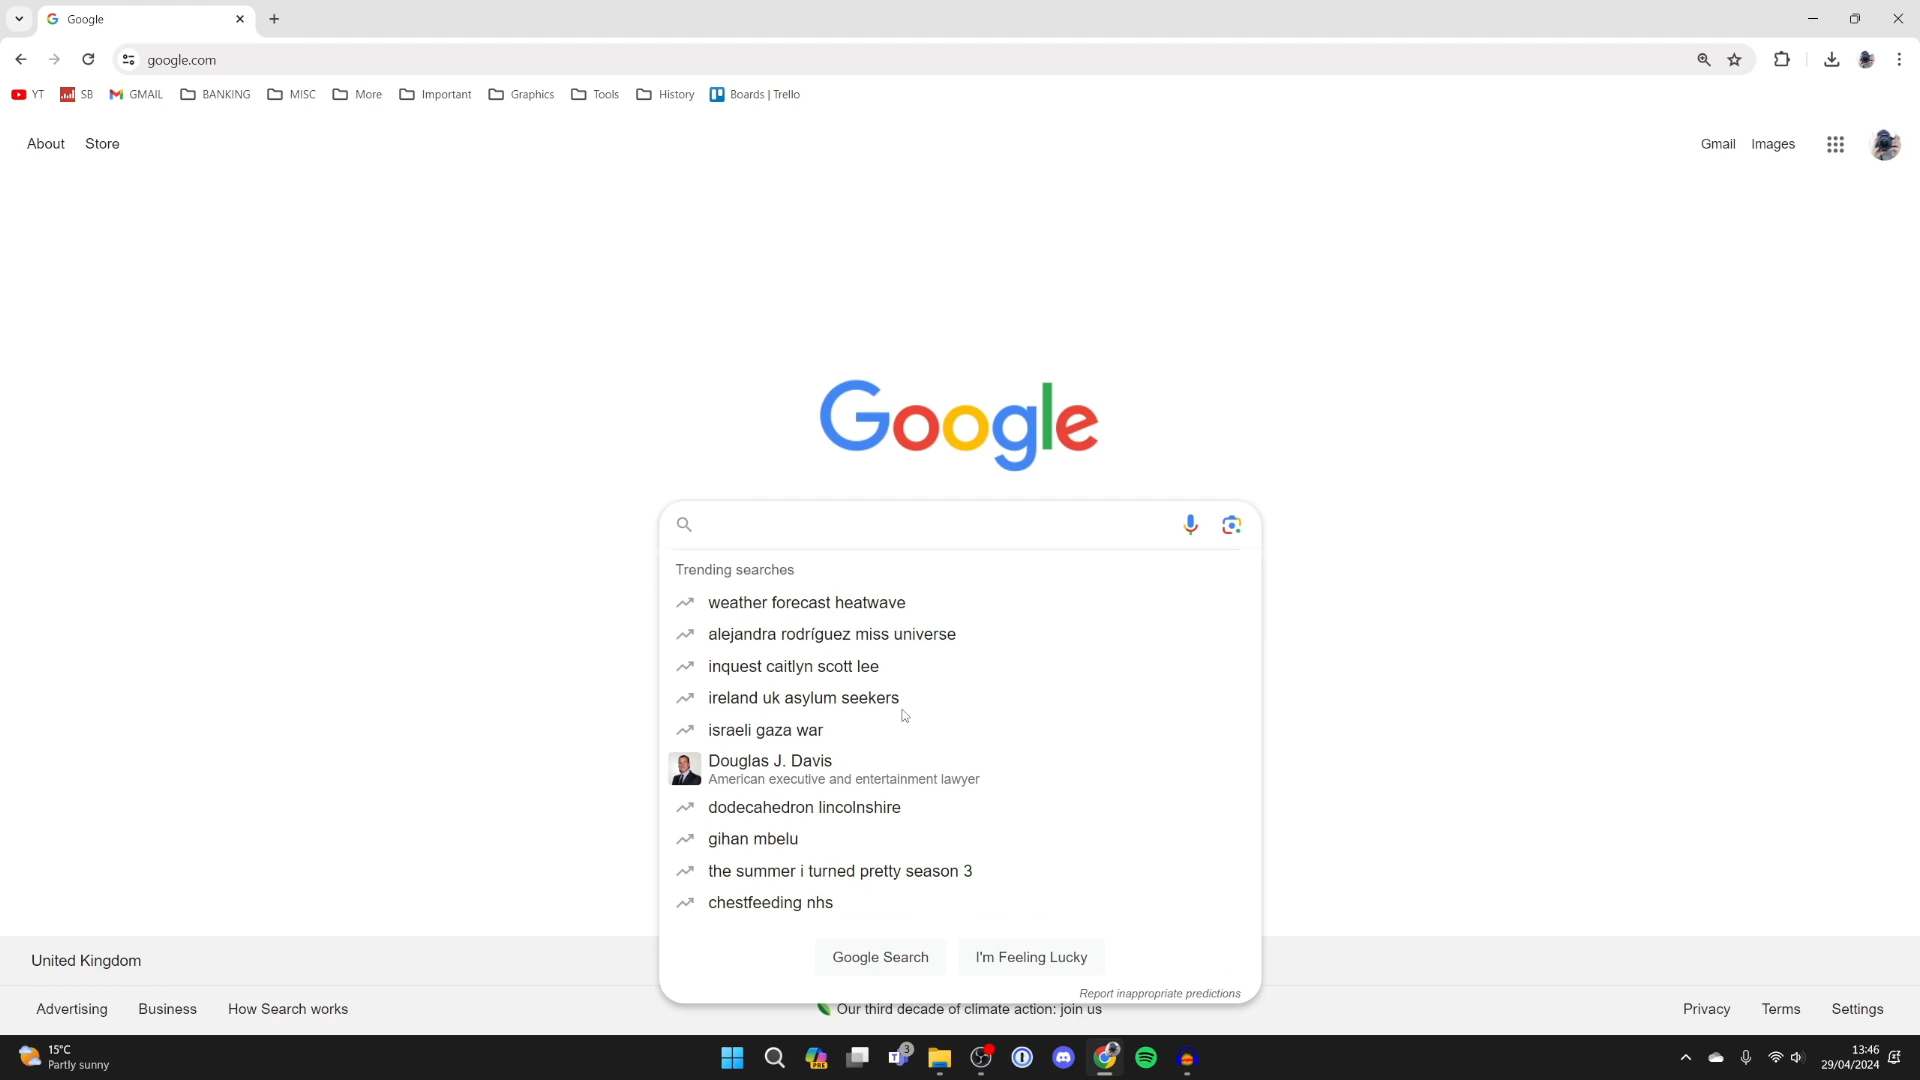 Google
google.com
YT SB GMAIL BANKING MISC More Important Graphics Tools History Boards | Trello
About Store Gmail Images
Google
Trending searches
weather forecast heatwave
alejandra rodríguez miss universe
inquest caitlyn scott lee
ireland uk asylum seekers
israeli gaza war
Douglas J. Davis
American executive and entertainment lawyer
dodecahedron lincolnshire
gihan mbelu
the summer i turned pretty season 3
chestfeeding nhs
Google Search I'm Feeling Lucky
United Kingdom
Report inappropriate predictions
Advertising Business How Search works Our third decade of climate action: join us Privacy Terms Settings
15°C
Partly sunny
PRE
3
13:46
29/04/2024